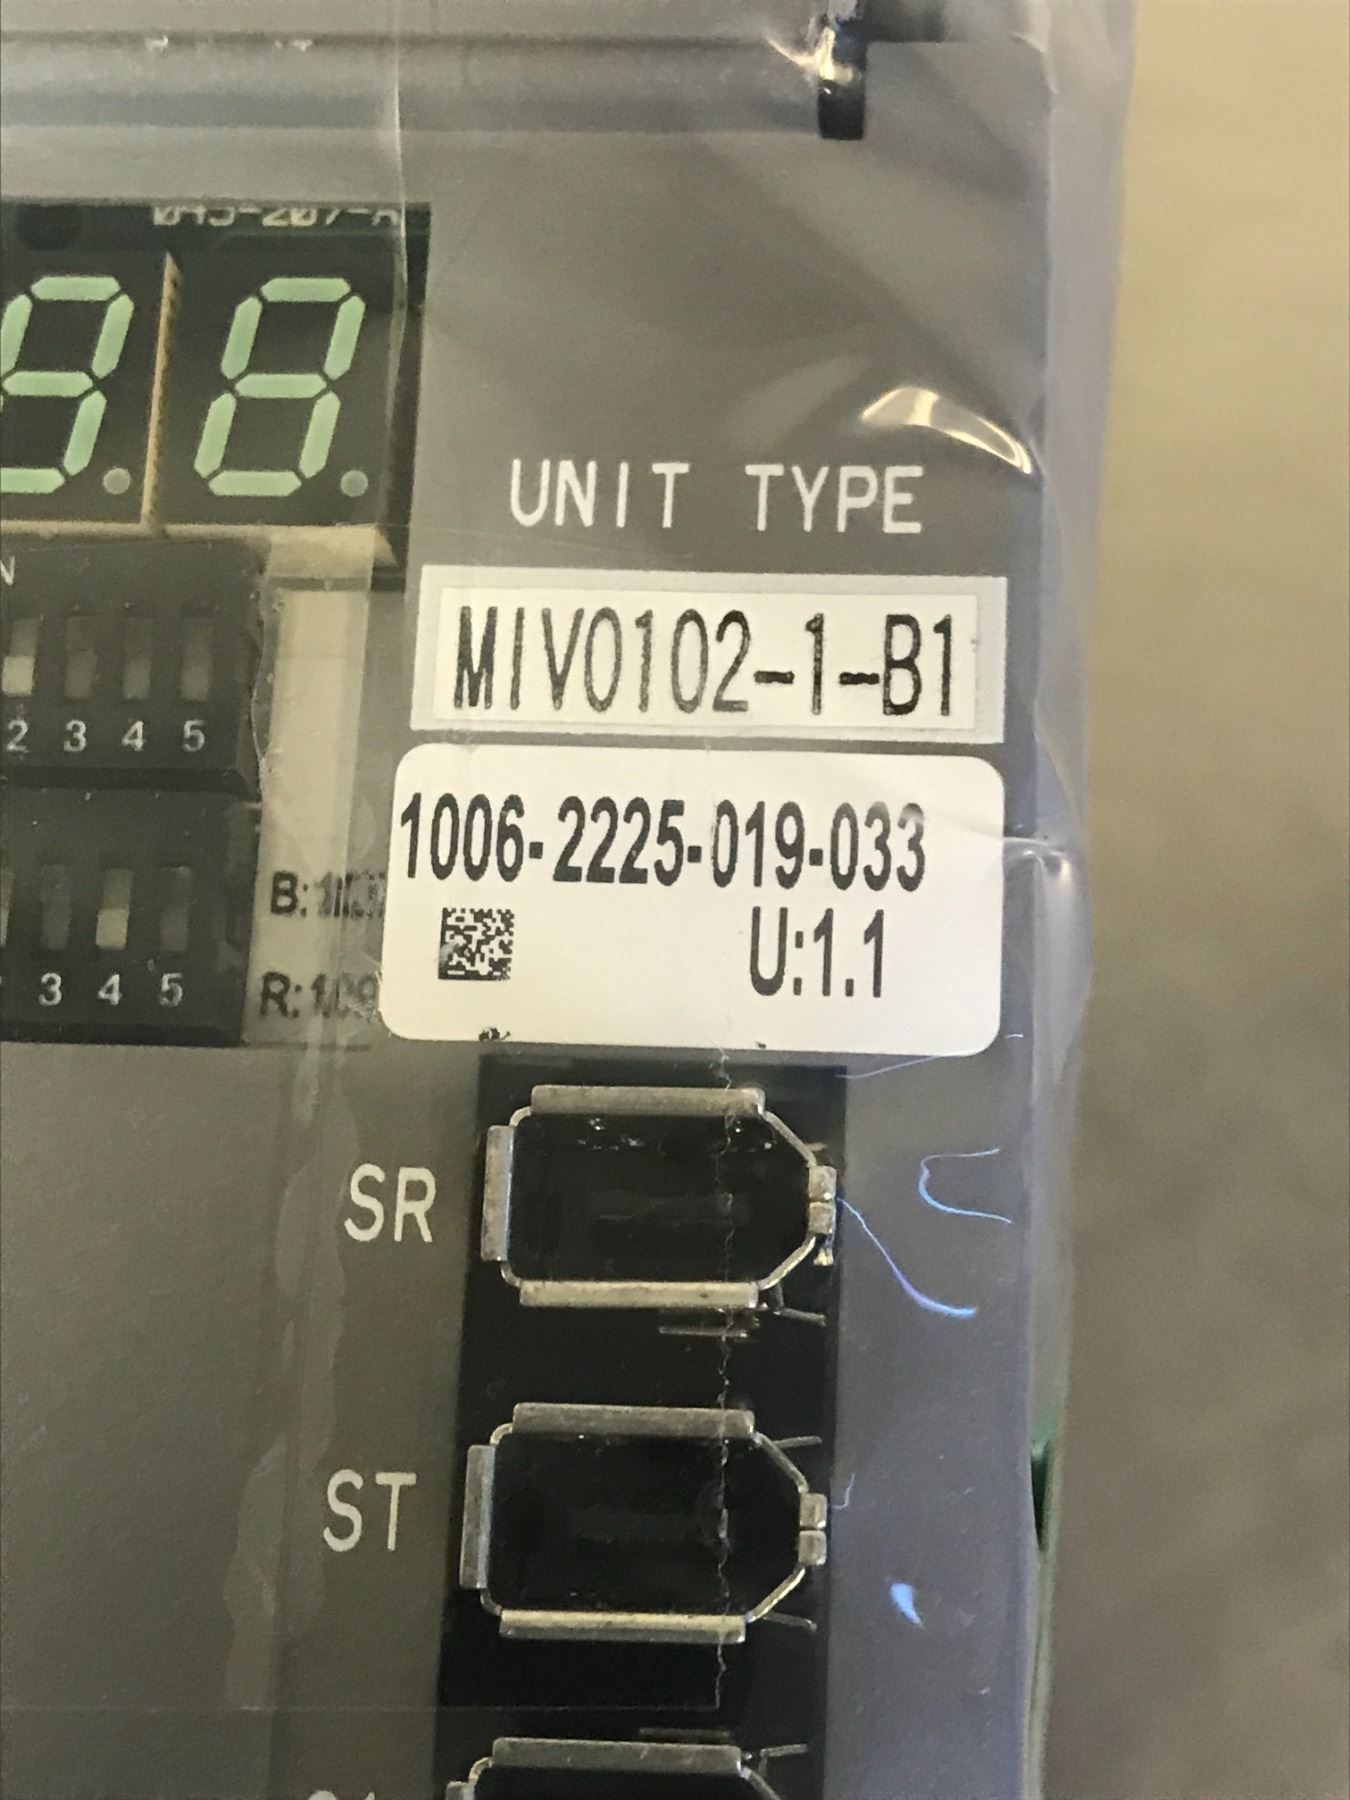 UNIT TYPE
MIV0102-1-B1
2 3 4 5
1006-2225-019-033
U:1.1
3 4 5
SR
ST